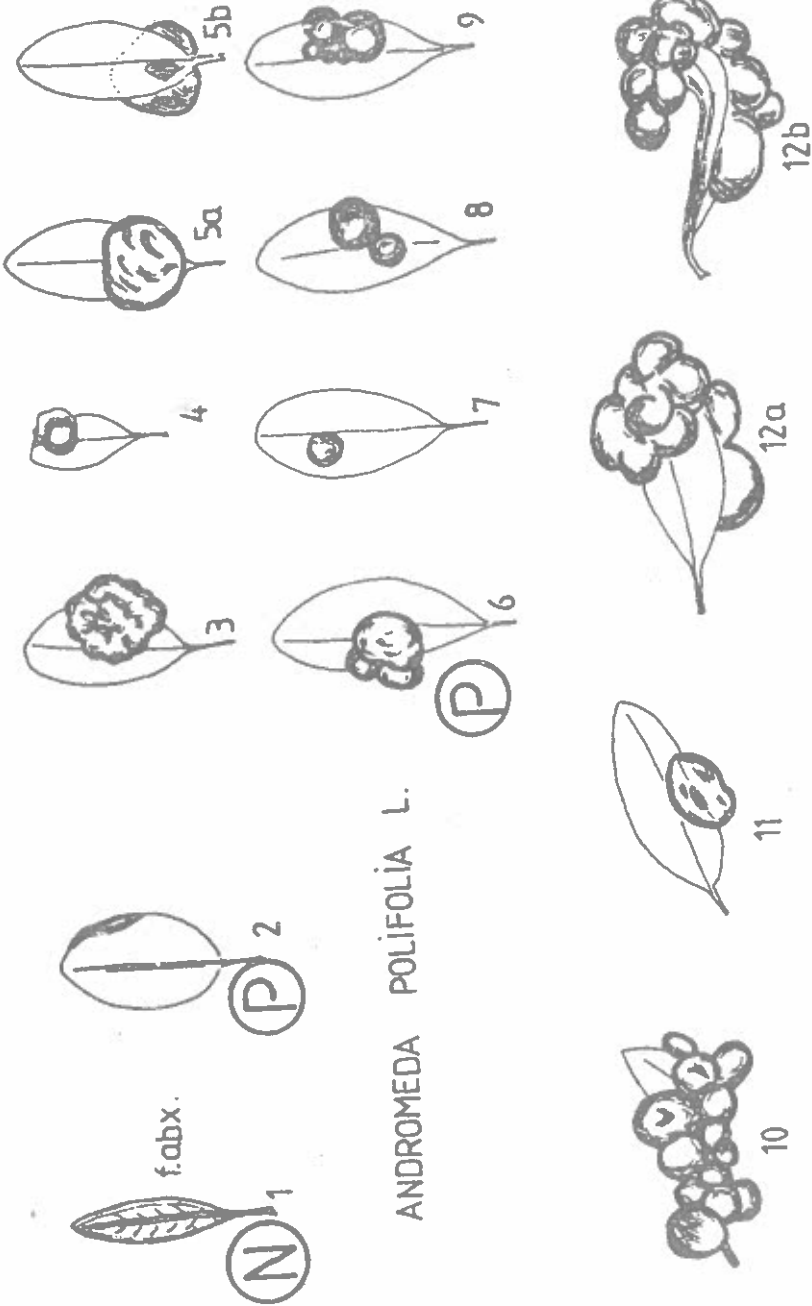 f.abx.
N 1 P 2 3 4 5a 5b
ANDROMEDA POLİFOLİA L.
P 6 7 8 9
10 11 12a 12b